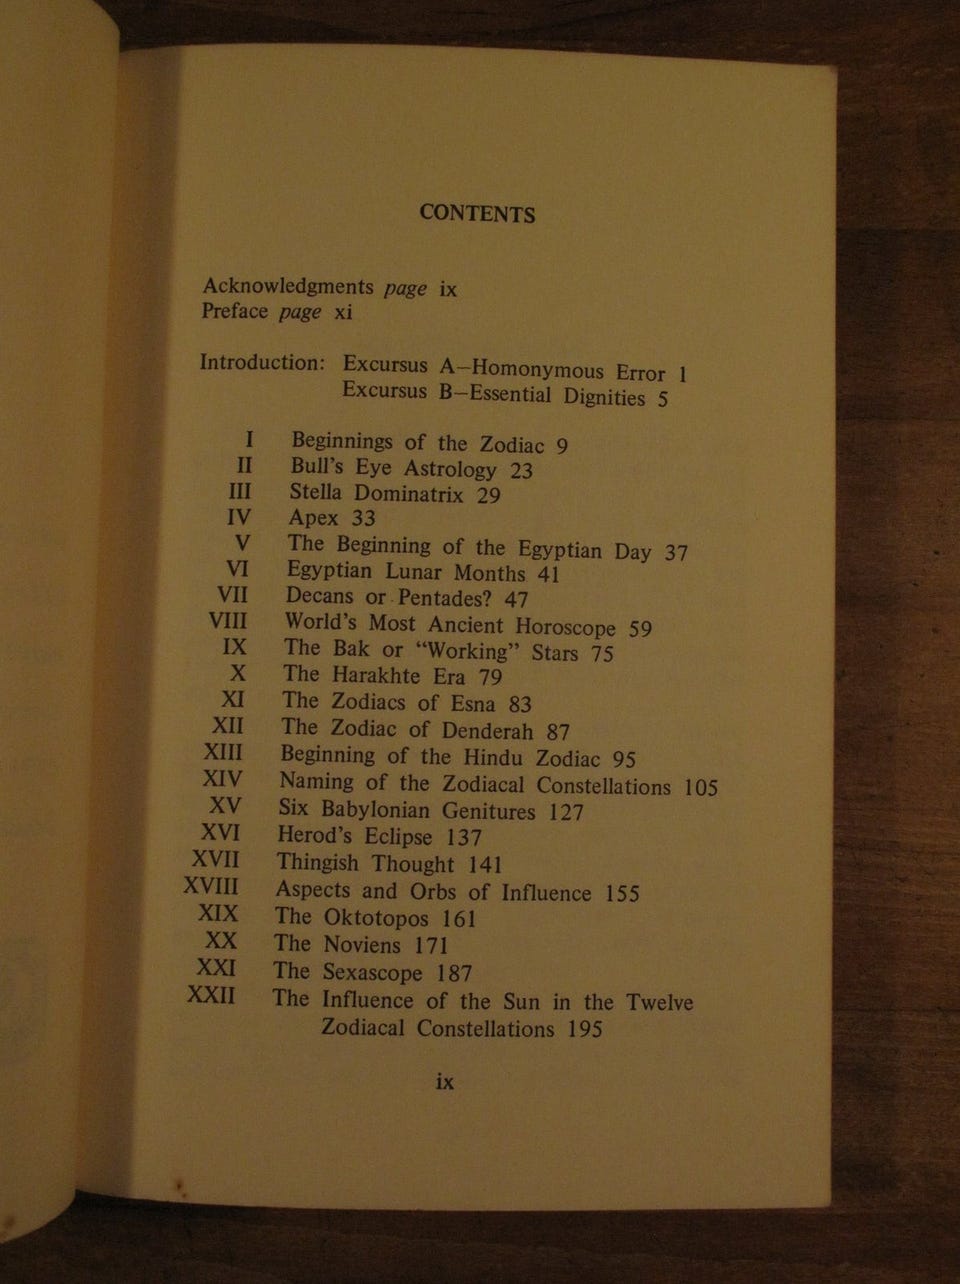 CONTENTS
Acknowledgments page ix
Preface page xi
Introduction: Excursus A—Homonymous Error 1
Excursus B—Essential Dignities 5
I Beginnings of the Zodiac 9
II Bull's Eye Astrology 23
III Stella Dominatrix 29
IV Apex 33
V The Beginning of the Egyptian Day 37
VI Egyptian Lunar Months 41
VII Decans or Pentades? 47
VIII World's Most Ancient Horoscope 59
IX The Bak or “Working” Stars 75
X The Harakhte Era 79
XI The Zodiacs of Esna 83
XII The Zodiac of Denderah 87
XIII Beginning of the Hindu Zodiac 95
XIV Naming of the Zodiacal Constellations 105
XV Six Babylonian Genitures 127
XVI Herod's Eclipse 137
XVII Thingish Thought 141
XVIII Aspects and Orbs of Influence 155
XIX The Oktotopos 161
XX The Noviens 171
XXI The Sexascope 187
XXII The Influence of the Sun in the Twelve
Zodiacal Constellations 195
ix